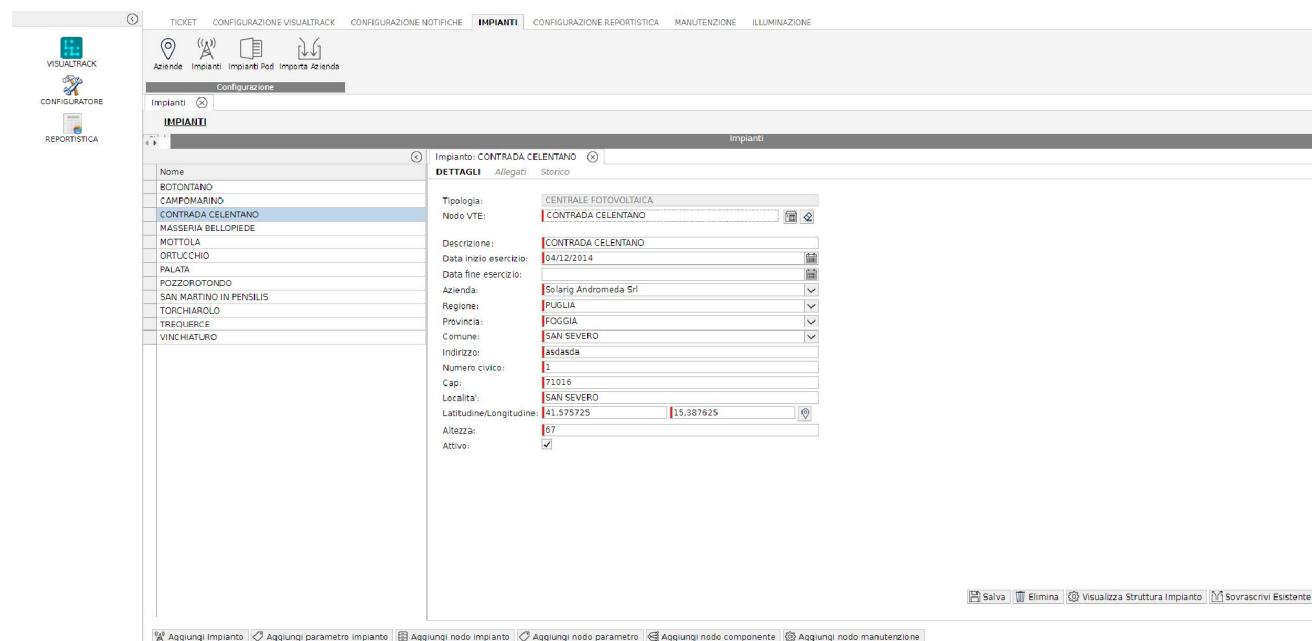 TICKET CONFIGURAZIONE VISUALTRACK CONFIGURAZIONE NOTIFICHE IMPIANTI CONFIGURAZIONE REPORTISTICA MANUTENZIONE ILLUMINAZIONE
VISUALTRACK
CONFIGURATORE
REPORTISTICA
Aziende Impianti Impianti Pod Importa Azienda
Configurazione
Impianti
IMPIANTI
Impianti
Nome
BOTONTANO
CAMPOMARINO
CONTRADA CELENTANO
MASSERIA BELLOPIEDE
MOTTOLA
ORTUCCHIO
PALATA
POZZOROTONDO
SAN MARTINO IN PENSILIS
TORCHIAROLO
TREQUERCE
VINCHIATURO
Impianto: CONTRADA CELENTANO
DETTAGLI Allegati Storico
Tipologia: CENTRALE FOTOVOLTAICA
Nodo VTE: CONTRADA CELENTANO
Descrizione: CONTRADA CELENTANO
Data inizio esercizio: 04/12/2014
Data fine esercizio:
Azienda: Solarig Andromeda Srl
Regione: PUGLIA
Provincia: FOGGIA
Comune: SAN SEVERO
Indirizzo: asdasda
Numero civico: 1
Cap: 71016
Localita': SAN SEVERO
Latitudine/Longitudine: 41,575725 15,387625
Altezza: 67
Attivo:
Salva Elimina Visualizza Struttura Impianto Sovrascrivi Esistente
Aggiungi Impianto Aggiungi parametro impianto Aggiungi nodo impianto Aggiungi nodo parametro Aggiungi nodo componente Aggiungi nodo manutenzione